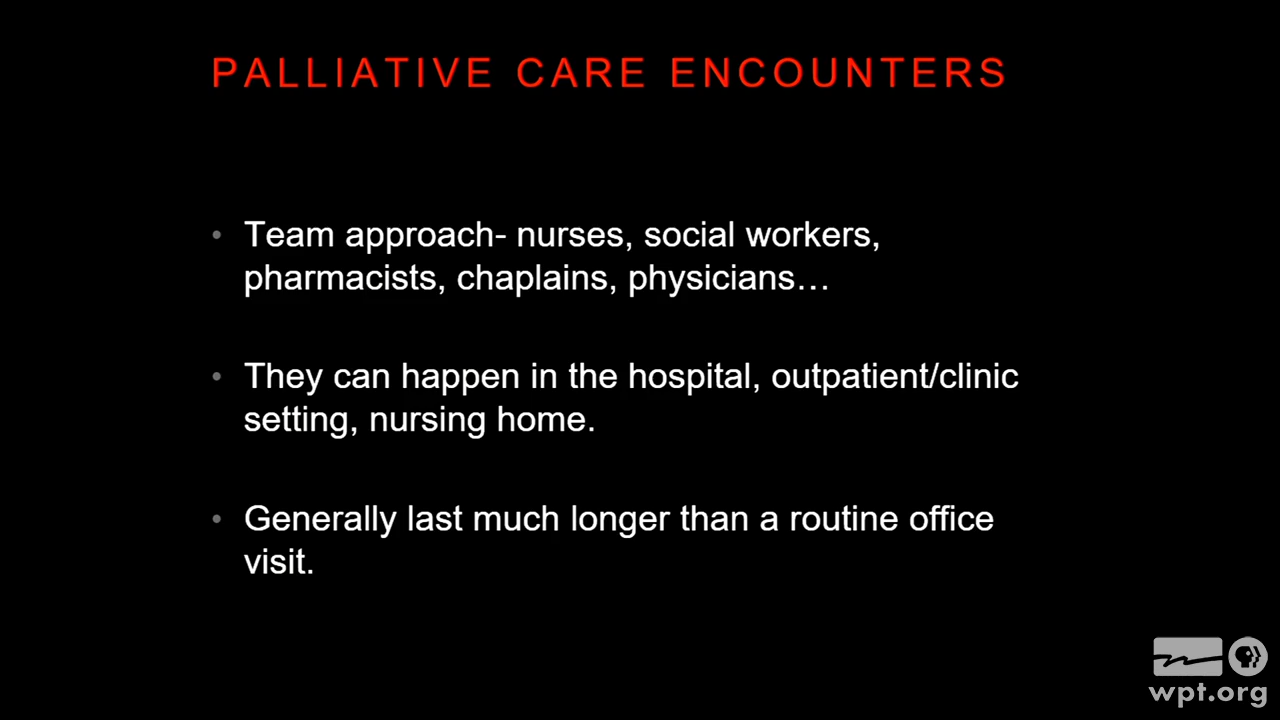 PALLIATIVE CARE ENCOUNTERS
• Team approach- nurses, social workers,
pharmacists, chaplains, physicians…
• They can happen in the hospital, outpatient/clinic
setting, nursing home.
• Generally last much longer than a routine office
visit.
wpt.org